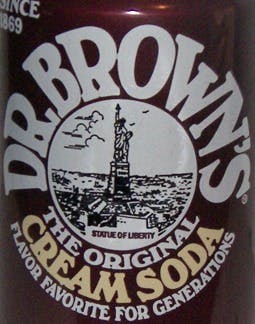 SINCE
1869
DR. BROWN'S®
STATUE OF LIBERTY
THE ORIGINAL
CREAM SODA
FLAVOR FAVORITE FOR GENERATIONS